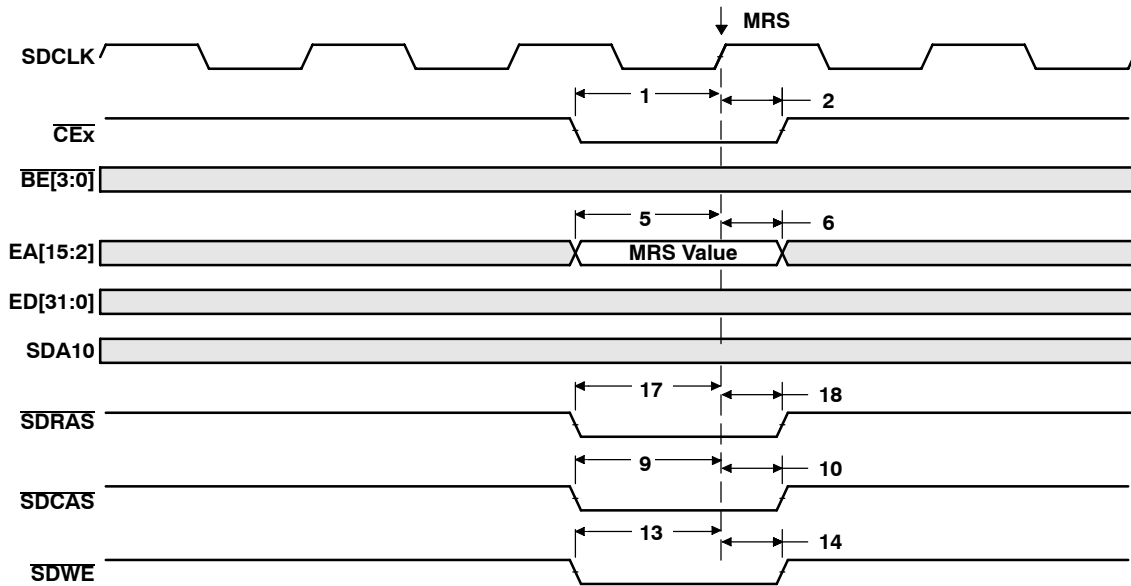 MRS
SDCLK
1 2
CEx
BE[3:0]
5 6
EA[15:2] MRS Value
ED[31:0]
SDA10
17 18
SDRAS
9 10
SDCAS
13 14
SDWE